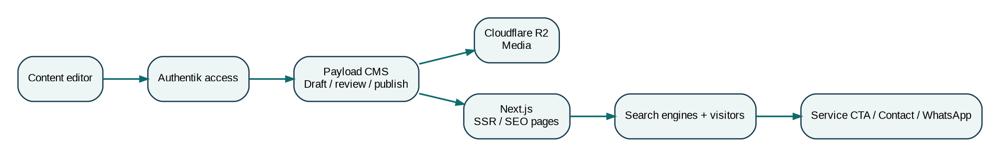 Content editor
Authentik access
Payload CMS
Draft / review / publish
Cloudflare R2
Media
Next.js
SSR / SEO pages
Search engines + visitors
Service CTA / Contact / WhatsApp